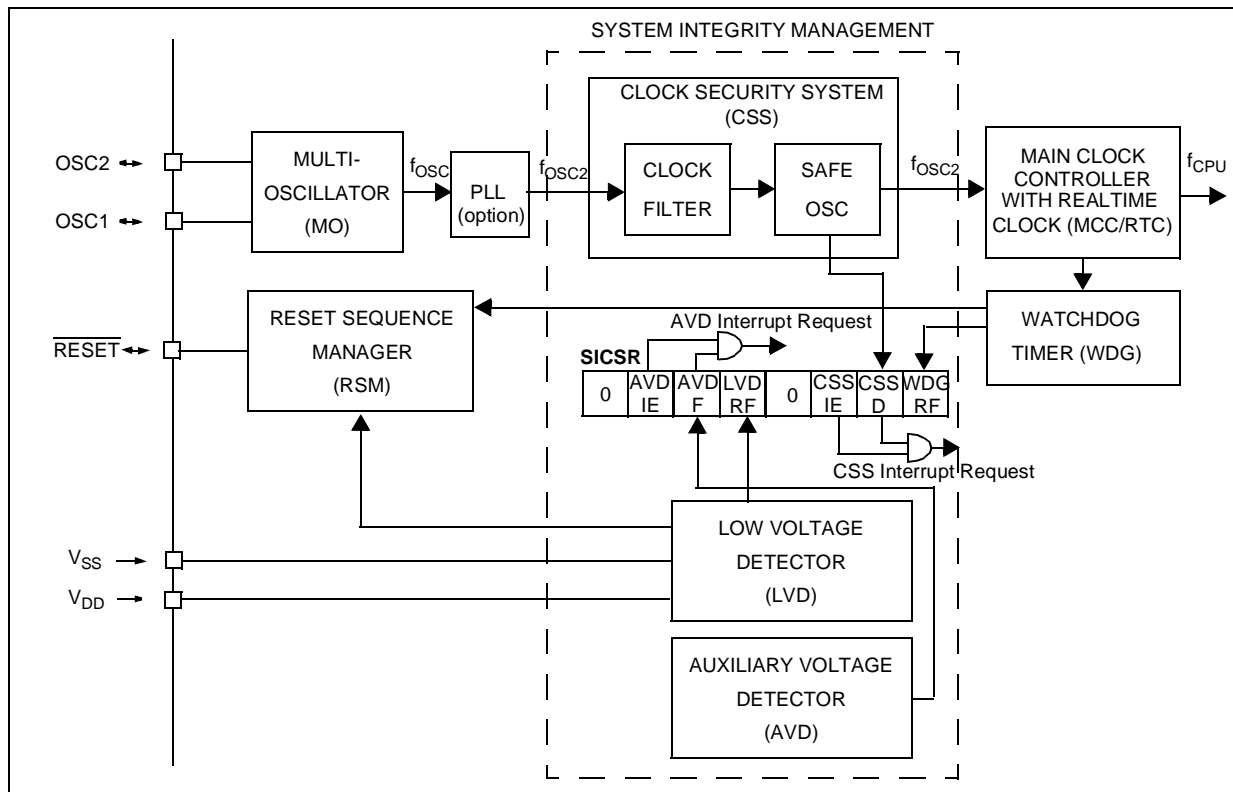 SYSTEM INTEGRITY MANAGEMENT
CLOCK SECURITY SYSTEM
(CSS)
OSC2
OSC1
MULTI-
OSCILLATOR
(MO)
fOSC
PLL
(option)
fOSC2
CLOCK
FILTER
SAFE
OSC
fOSC2
MAIN CLOCK
CONTROLLER
WITH REALTIME
CLOCK (MCC/RTC)
fCPU
RESET
RESET SEQUENCE
MANAGER
(RSM)
AVD Interrupt Request
WATCHDOG
TIMER (WDG)
SICSR
0
AVD
IE
AVD
F
LVD
RF
0
CSS
IE
CSS
D
WDG
RF
CSS Interrupt Request
VSS
VDD
LOW VOLTAGE
DETECTOR
(LVD)
AUXILIARY VOLTAGE
DETECTOR
(AVD)